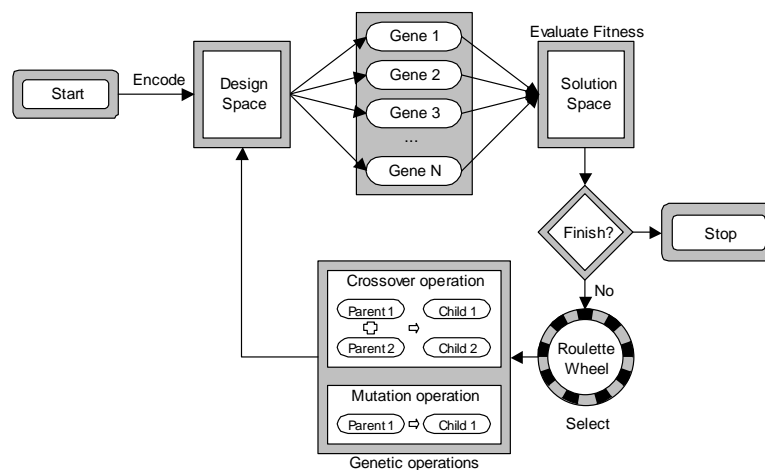 Start
Encode
Design
Space
Gene 1
Gene 2
Gene 3
...
Gene N
Evaluate Fitness
Solution
Space
Finish?
Stop
No
Roulette
Wheel
Select
Crossover operation
Parent 1
Child 1
Parent 2
Child 2
Mutation operation
Parent 1
Child 1
Genetic operations